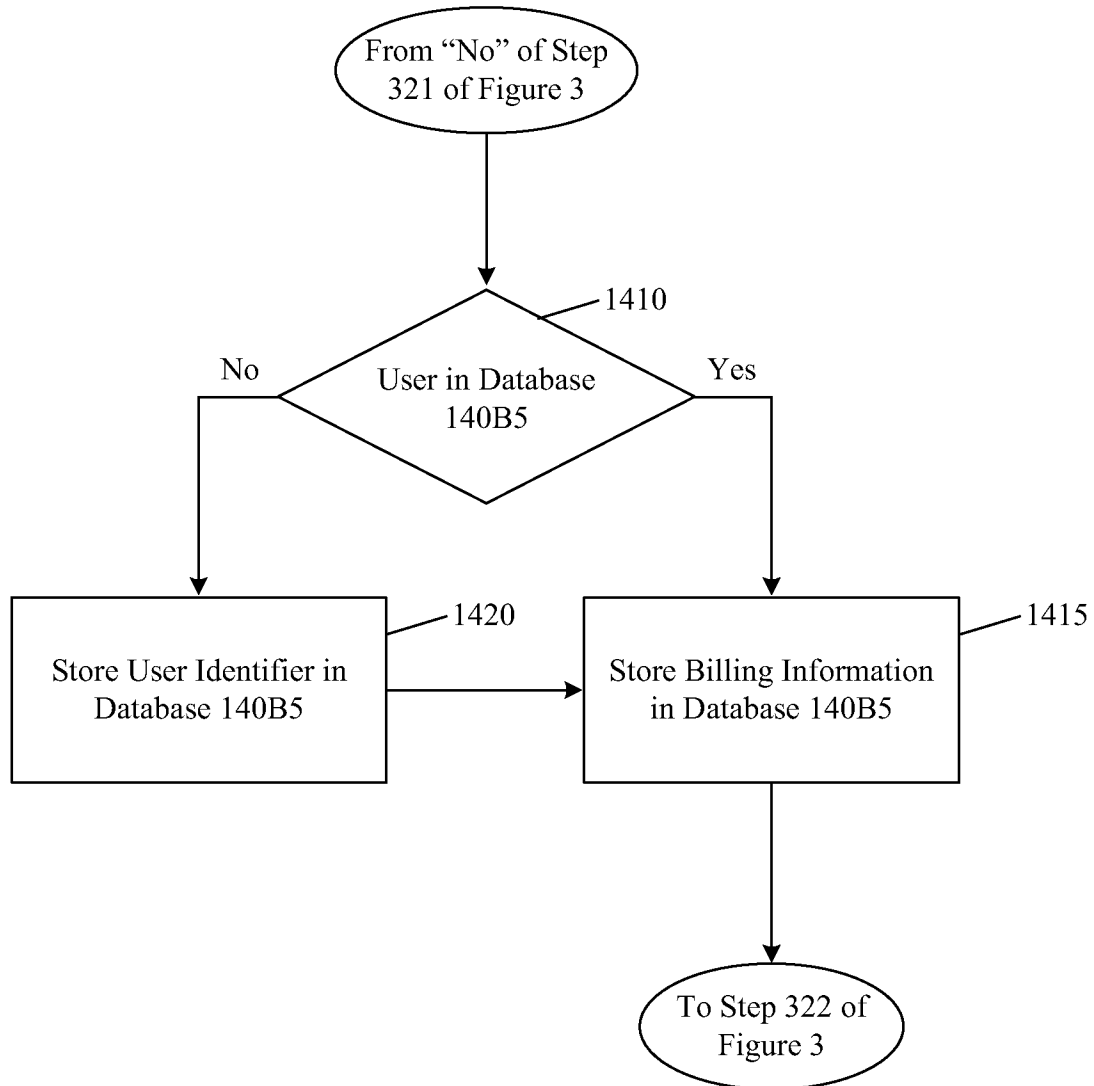 From “No” of Step
321 of Figure 3
1410
No
User in Database
140B5
Yes
1420
Store User Identifier in
Database 140B5
1415
Store Billing Information
in Database 140B5
To Step 322 of
Figure 3